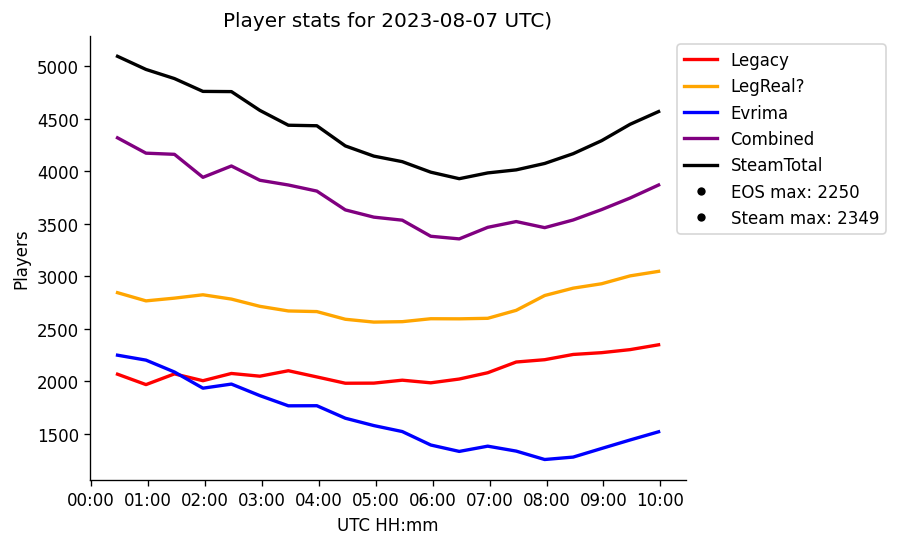 Player stats for 2023-08-07 UTC)
Legacy
LegReal?
Evrima
Combined
SteamTotal
EOS max: 2250
Steam max: 2349
Players
5000
4500
4000
3500
3000
2500
2000
1500
00:00 01:00 02:00 03:00 04:00 05:00 06:00 07:00 08:00 09:00 10:00
UTC HH:mm